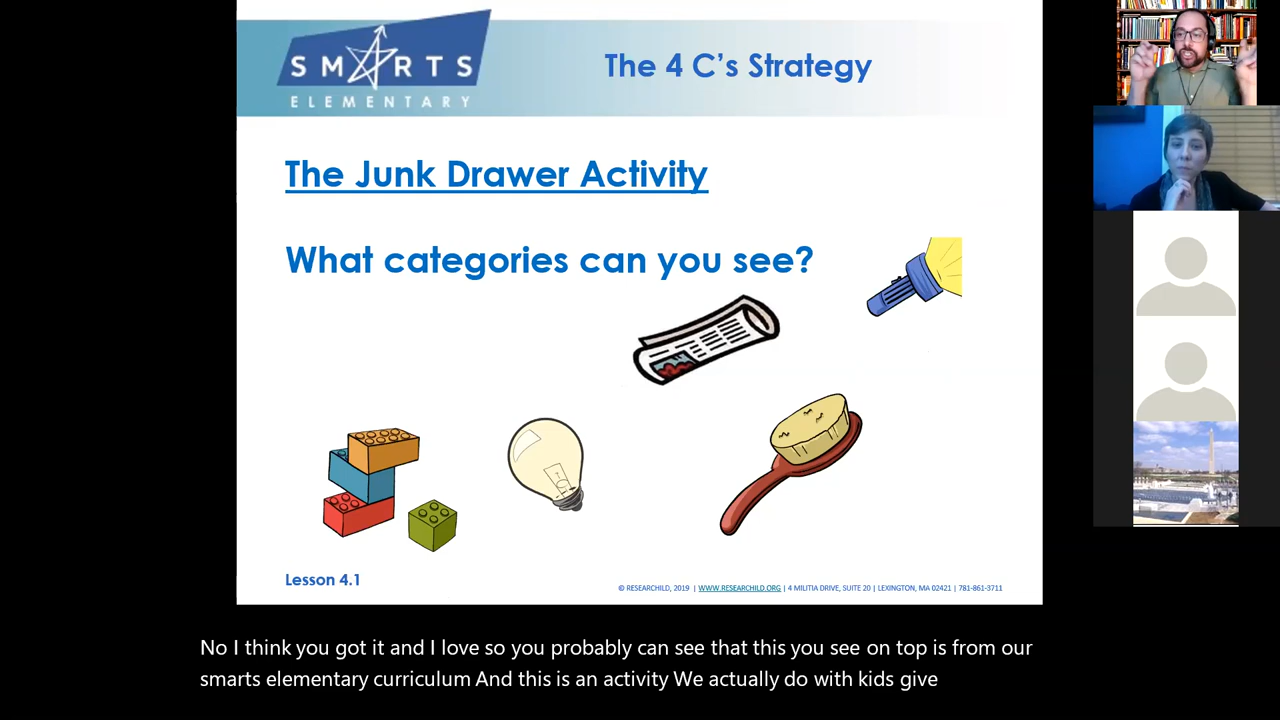 SMARTS
ELEMENTARY
The 4 C's Strategy
The Junk Drawer Activity
What categories can you see?
Lesson 4.1
© RESEARCHILD, 2019 | WWW.RESEARCHILD.ORG | 4 MILITIA DRIVE, SUITE 20 | LEXINGTON, MA 02421 | 781-861-3711
No I think you got it and I love so you probably can see that this you see on top is from our
smarts elementary curriculum And this is an activity We actually do with kids give